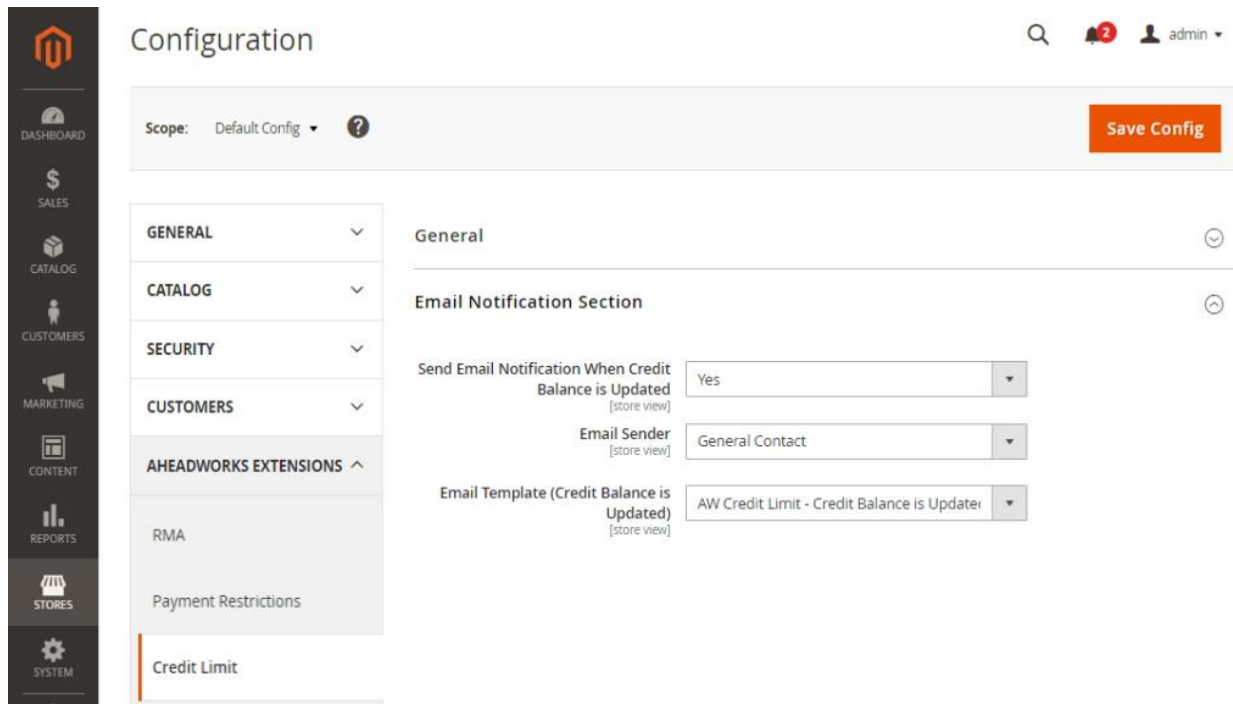 Configuration
2
admin
DASHBOARD
SALES
CATALOG
CUSTOMERS
MARKETING
CONTENT
REPORTS
STORES
SYSTEM
Scope: Default Config ?
Save Config
GENERAL
CATALOG
SECURITY
CUSTOMERS
AHEADWORKS EXTENSIONS
RMA
Payment Restrictions
Credit Limit
General
Email Notification Section
Send Email Notification When Credit
Balance is Updated
[store view]
Yes
Email Sender
[store view]
General Contact
Email Template (Credit Balance is
Updated)
[store view]
AW Credit Limit - Credit Balance is Updated